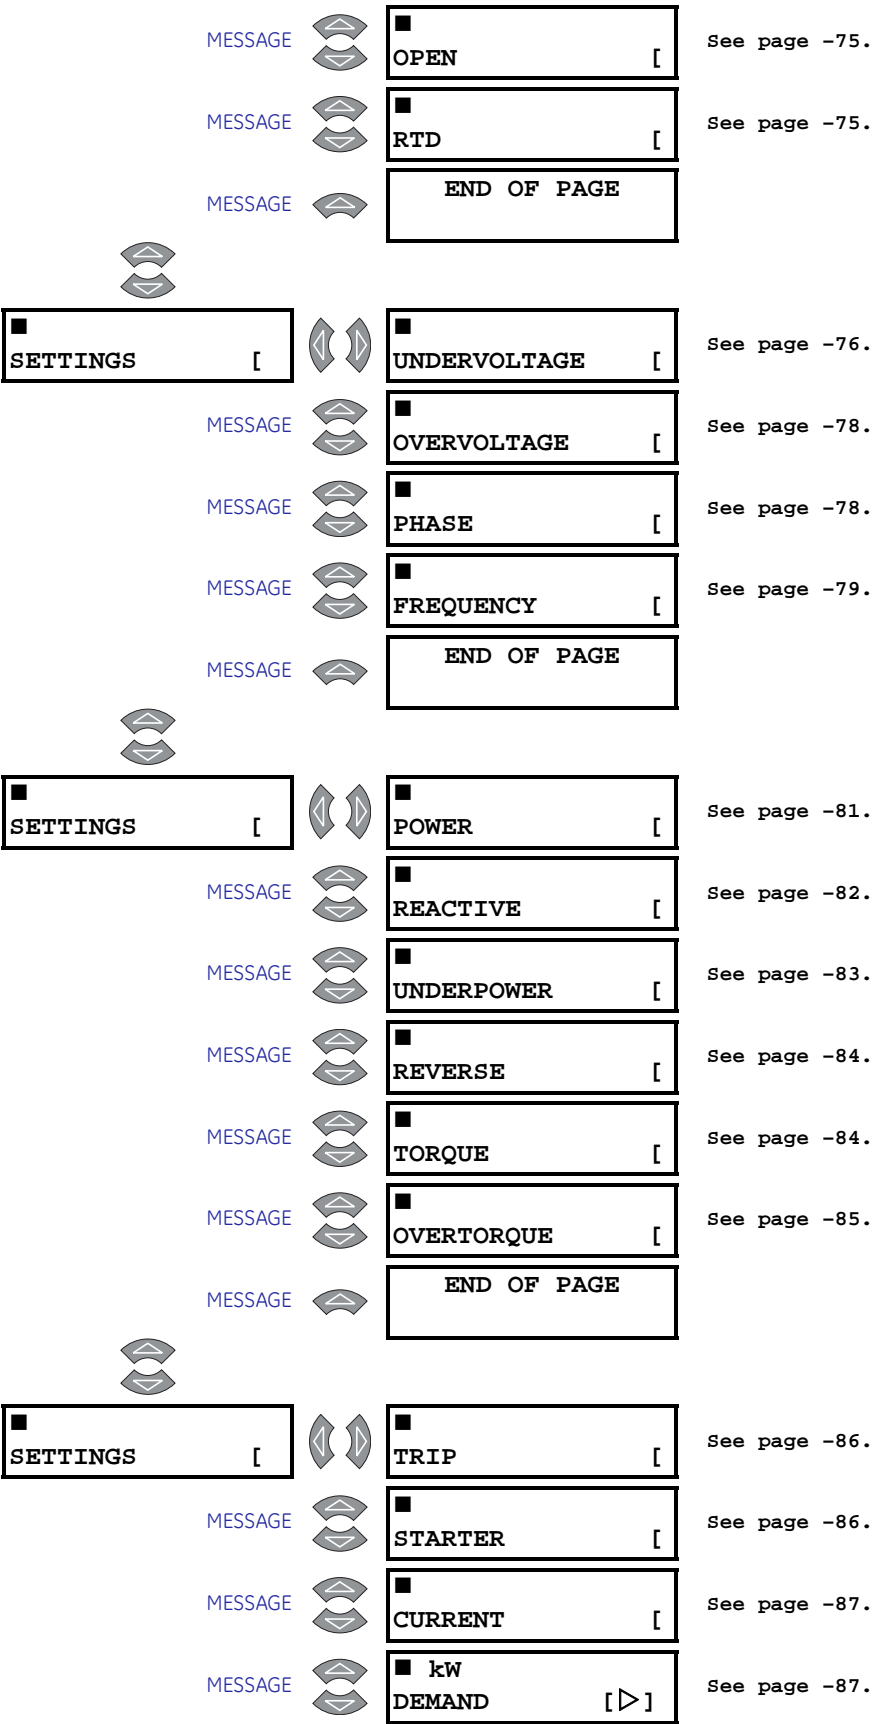 MESSAGE ■ See page –75.
OPEN [
MESSAGE ■ See page –75.
RTD [
MESSAGE END OF PAGE
■ ■ See page –76.
SETTINGS [ UNDERVOLTAGE [
MESSAGE ■ See page –78.
OVERVOLTAGE [
MESSAGE ■ See page –78.
PHASE [
MESSAGE ■ See page –79.
FREQUENCY [
MESSAGE END OF PAGE
■ ■ See page –81.
SETTINGS [ POWER [
MESSAGE ■ See page –82.
REACTIVE [
MESSAGE ■ See page –83.
UNDERPOWER [
MESSAGE ■ See page –84.
REVERSE [
MESSAGE ■ See page –84.
TORQUE [
MESSAGE ■ See page –85.
OVERTORQUE [
MESSAGE END OF PAGE
■ ■ See page –86.
SETTINGS [ TRIP [
MESSAGE ■ See page –86.
STARTER [
MESSAGE ■ See page –87.
CURRENT [
MESSAGE ■ kW See page –87.
DEMAND [▷]